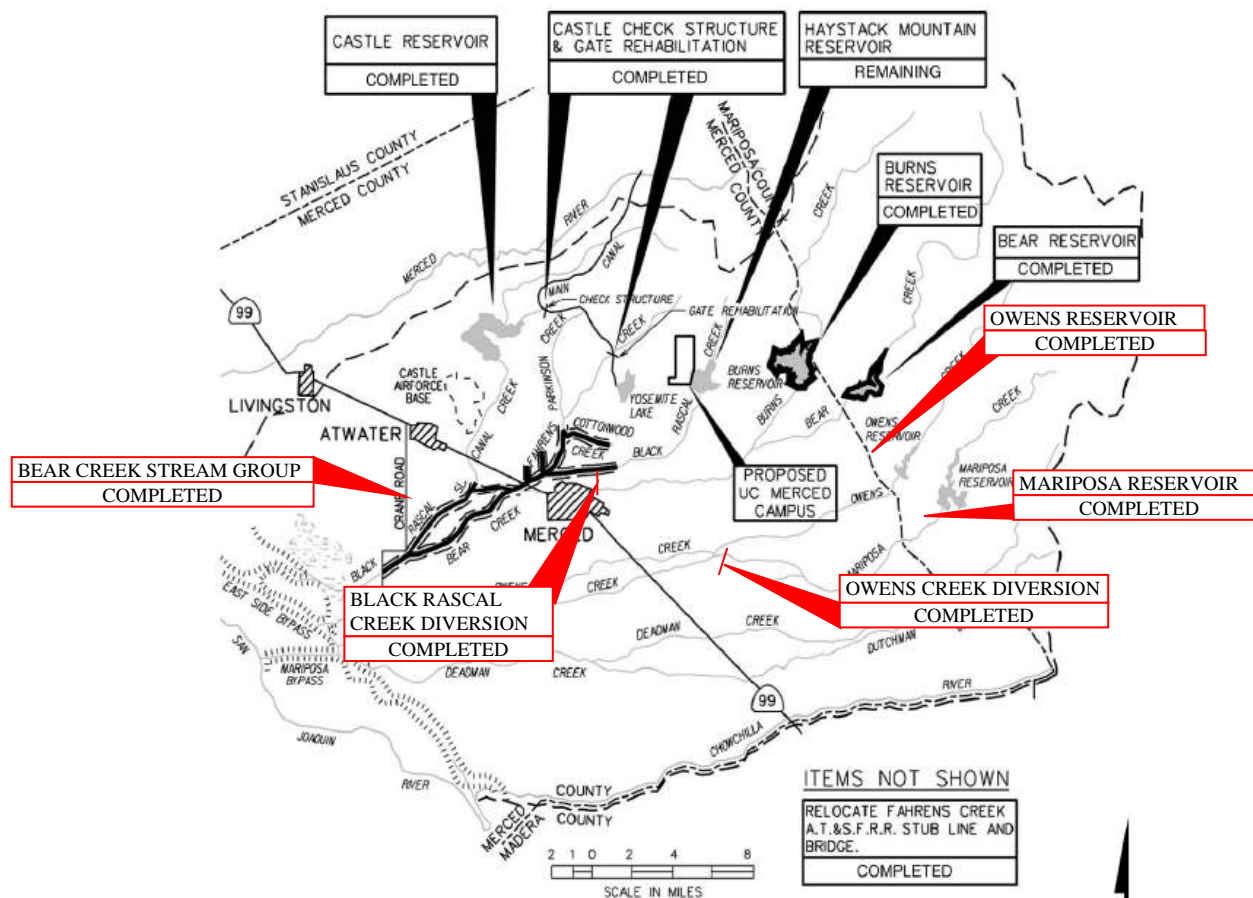 CASTLE RESERVOIR
COMPLETED
CASTLE CHECK STRUCTURE
& GATE REHABILITATION
COMPLETED
HAYSTACK MOUNTAIN
RESERVOIR
REMAINING
BURNS
RESERVOIR
COMPLETED
BEAR RESERVOIR
COMPLETED
OWENS RESERVOIR
COMPLETED
MARIPOSA RESERVOIR
COMPLETED
OWENS CREEK DIVERSION
COMPLETED
BLACK RASCAL
CREEK DIVERSION
COMPLETED
BEAR CREEK STREAM GROUP
COMPLETED
STANISLAUS COUNTY
MERCED COUNTY
MARIPOSA COUNTY
MERCED COUNTY
MERCED
RIVER
MAIN
CANAL
CHECK STRUCTURE
GATE REHABILITATION
CREEK
CREEK
CREEK
CREEK
CREEK
CREEK
CREEK
99
LIVINGSTON
CASTLE
AIRFORCE
BASE
CANAL
CREEK
PARKINSON
YOSEMITE
LAKE
RASCAL
BURNS
RESERVOIR
BURNS
BEAR
OWENS
RESERVOIR
MARIPOSA
RESERVOIR
ATWATER
FAHRENS
COTTONWOOD
CREEK
BLACK
PROPOSED
UC MERCED
CAMPUS
OWENS
CRANE ROAD
RASCAL
SL
BEAR
CREEK
MERCED
BLACK
CREEK
CREEK
MARIPOSA
EAST SIDE BYPASS
SAN
MARIPOSA
BYPASS
DEADMAN
CREEK
DEADMAN
CREEK
DUTCHMAN
99
CHOWCHILLA
RIVER
JOAQUIN
RIVER
MERCED
MADERA
COUNTY
COUNTY
ITEMS NOT SHOWN
RELOCATE FAHRENS CREEK
A.T.&S.F.R.R. STUB LINE AND
BRIDGE.
COMPLETED
2 1 0 2 4 8
SCALE IN MILES